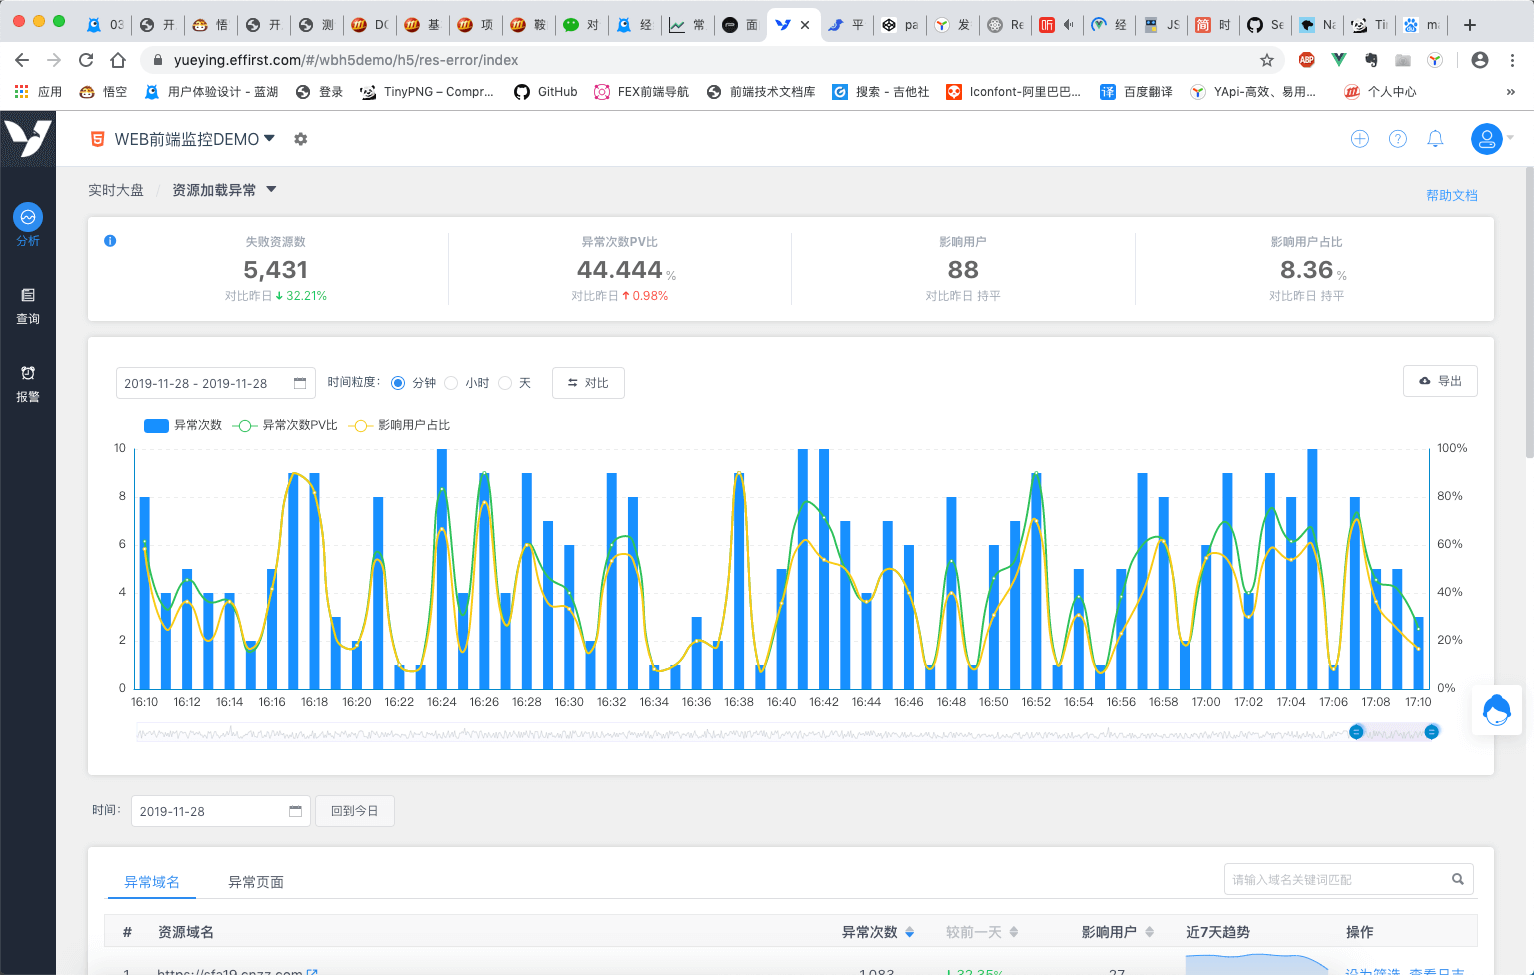 03
开
悟
开
测
DC
基
项
鞍
对
经
常
面
平
pa
发
Re
听
经
JS
简 时
Se
Na
Tin
ma
yueying.effirst.com/#/wbh5demo/h5/res-error/index
ABP
应用
悟空
用户体验设计 - 蓝湖
登录
TinyPNG – Compr...
GitHub
FEX前端导航
前端技术文档库
搜索 - 吉他社
Iconfont-阿里巴巴...
译 百度翻译
YApi-高效、易用...
个人中心
»
WEB前端监控DEMO
分析
查询
报警
实时大盘 / 资源加载异常
帮助文档
失败资源数
5,431
对比昨日 32.21%
异常次数PV比
44.444 %
对比昨日 0.98%
影响用户
88
对比昨日 持平
影响用户占比
8.36 %
对比昨日 持平
2019-11-28 - 2019-11-28
时间粒度: 分钟 小时 天
对比
导出
异常次数 异常次数PV比 影响用户占比
10 100%
8 80%
6 60%
4 40%
2 20%
0 0%
16:10 16:12 16:14 16:16 16:18 16:20 16:22 16:24 16:26 16:28 16:30 16:32 16:34 16:36 16:38 16:40 16:42 16:44 16:46 16:48 16:50 16:52 16:54 16:56 16:58 17:00 17:02 17:04 17:06 17:08 17:10
时间: 2019-11-28 回到今日
异常域名 异常页面
请输入域名关键词匹配
# 资源域名 异常次数 较前一天 影响用户 近7天趋势 操作
1 https://sfa19.cnzz.com 1,083 32.35% 27 设为筛选 查看日志